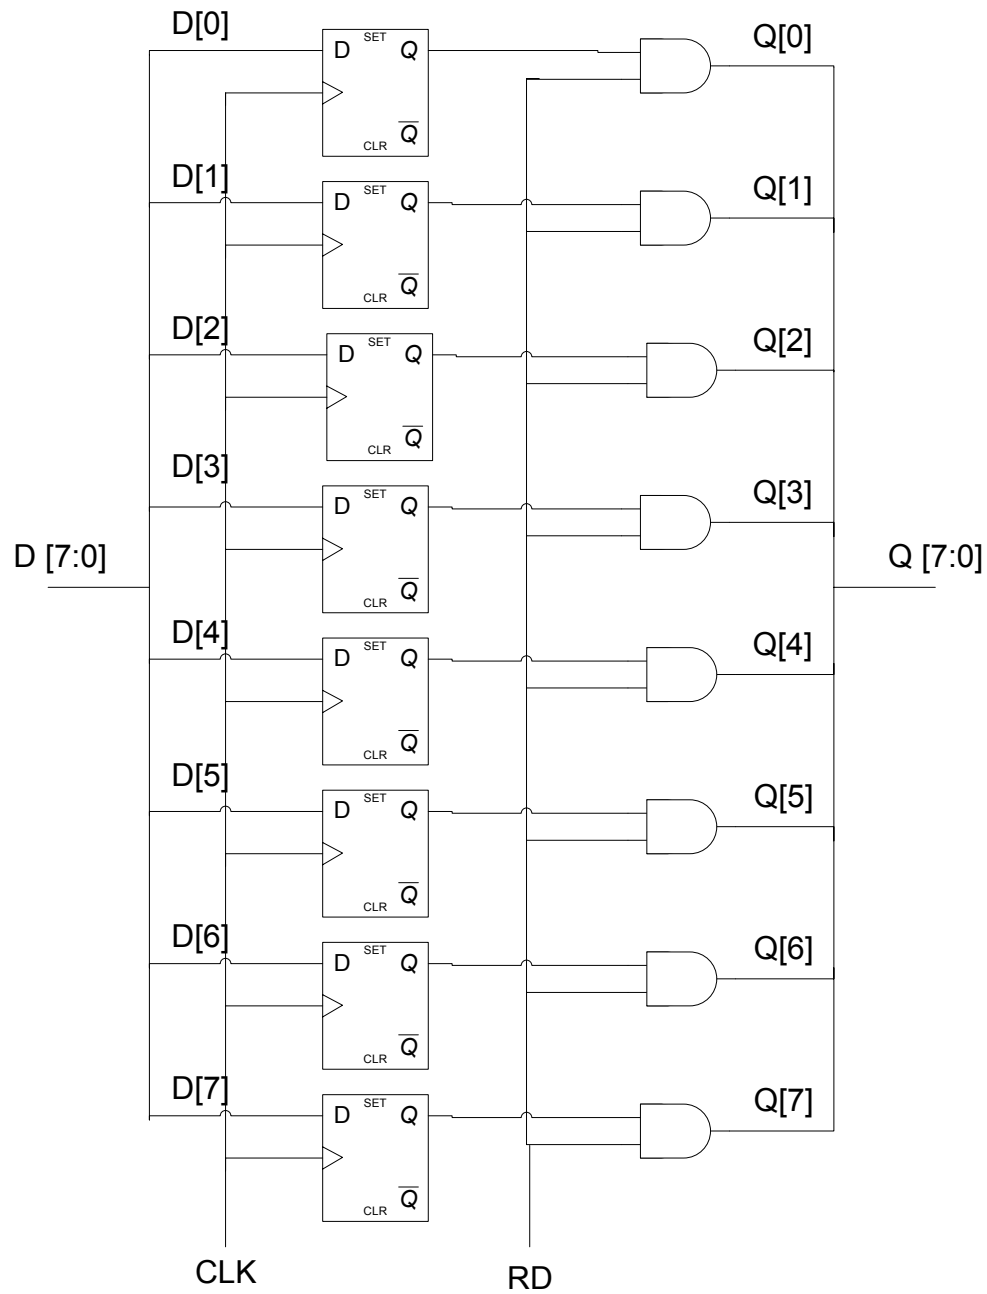 D[0]
SET
D Q
Q
CLR
Q[0]
D[1]
SET
D Q
Q
CLR
Q[1]
D[2]
SET
D Q
Q
CLR
Q[2]
D[3]
SET
D Q
Q
CLR
Q[3]
D [7:0]
Q [7:0]
D[4]
SET
D Q
Q
CLR
Q[4]
D[5]
SET
D Q
Q
CLR
Q[5]
D[6]
SET
D Q
Q
CLR
Q[6]
D[7]
SET
D Q
Q
CLR
Q[7]
CLK
RD